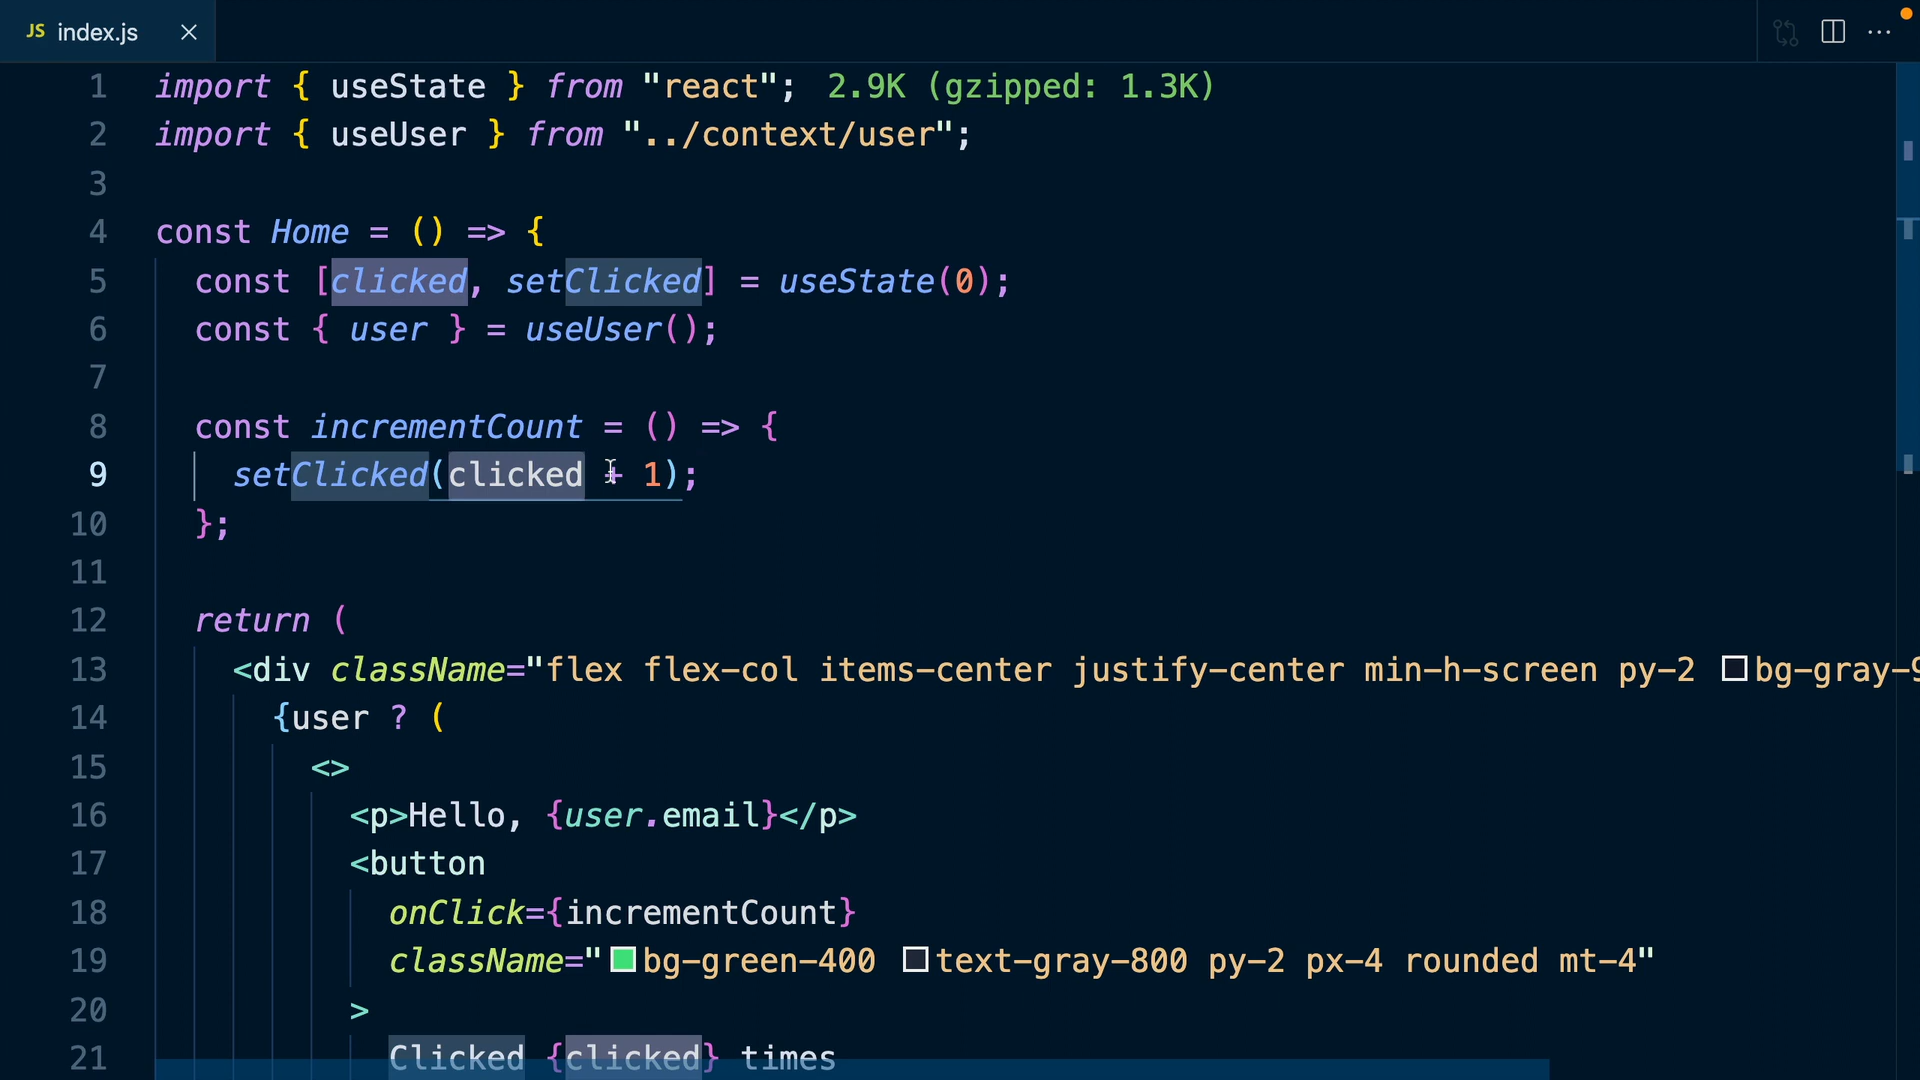 JS index.js
1 import { useState } from "react"; 2.9K (gzipped: 1.3K)
2 import { useUser } from "../context/user";
3
4 const Home = () => {
5 const [clicked, setClicked] = useState(0);
6 const { user } = useUser();
7
8 const incrementCount = () => {
9 setClicked(clicked + 1);
10 };
11
12 return (
13 <div className="flex flex-col items-center justify-center min-h-screen py-2 bg-gray-9
14 {user ? (
15 <>
16 <p>Hello, {user.email}</p>
17 <button
18 onClick={incrementCount}
19 className="bg-green-400 text-gray-800 py-2 px-4 rounded mt-4"
20 >
21 Clicked {clicked} times